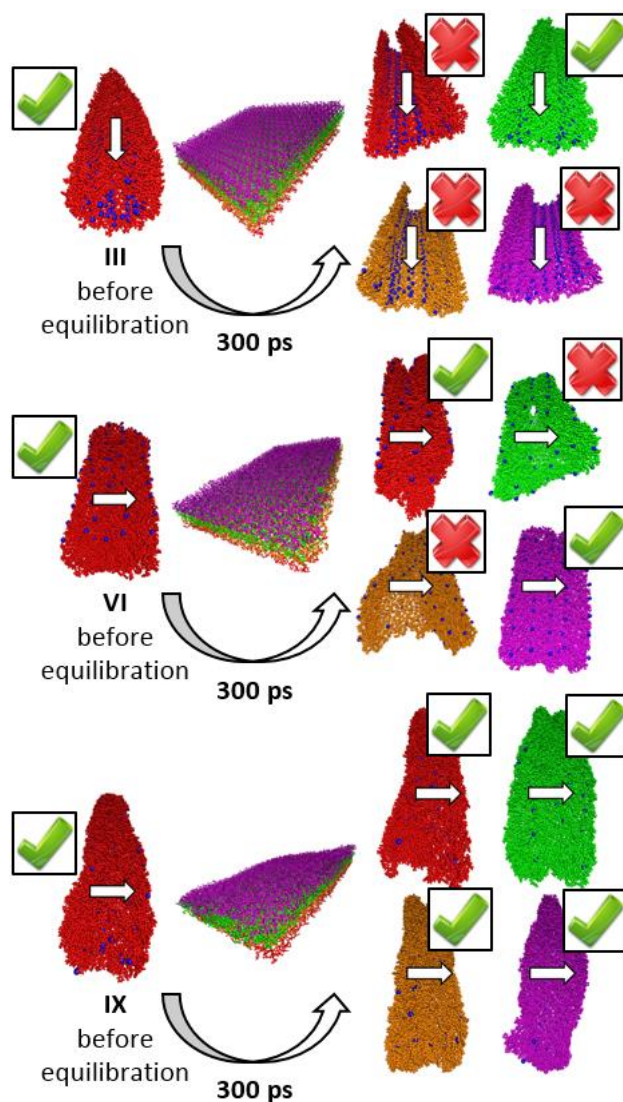 III
before
equilibration
300 ps
VI
before
equilibration
300 ps
IX
before
equilibration
300 ps